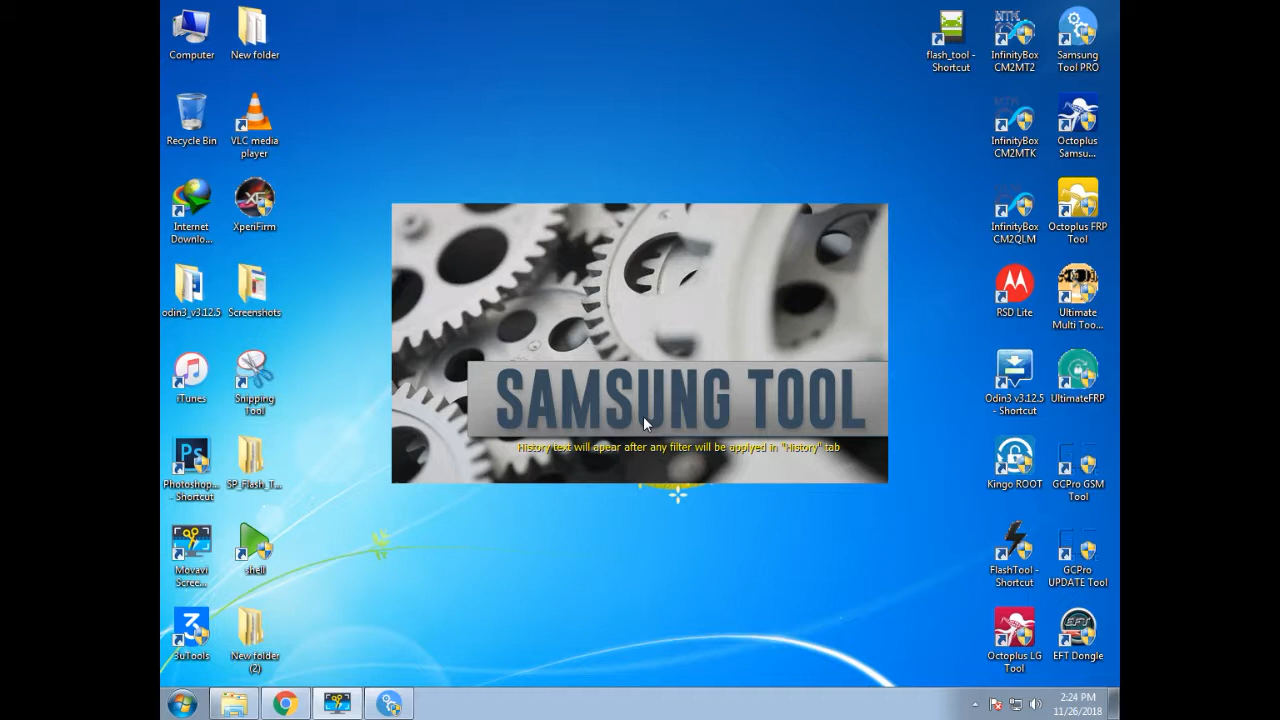 Computer
New folder
flash_tool -
Shortcut
InfinityBox
CM2MT2
Samsung
Tool PRO
Recycle Bin
VLC media
player
InfinityBox
CM2MTK
Octoplus
Samsu...
Internet
Downlo...
XperiFirm
InfinityBox
CM2QLM
Octoplus FRP
Tool
odin3_v3.12.5
Screenshots
RSD Lite
Ultimate
Multi Too...
iTunes
Snipping
Tool
Odin3 v3.12.5
- Shortcut
UltimateFRP
SAMSUNG TOOL
History text will apear after any filter will be applyed in "History" tab
Ps
Photoshop...
- Shortcut
SP_Flash_T...
Kingo ROOT
GCPro GSM
Tool
Movavi
Scree...
shell
FlashTool -
Shortcut
GCPro
UPDATE Tool
3uTools
New folder
(2)
Octoplus LG
Tool
EFT
EFT Dongle
2:24 PM
11/26/2018